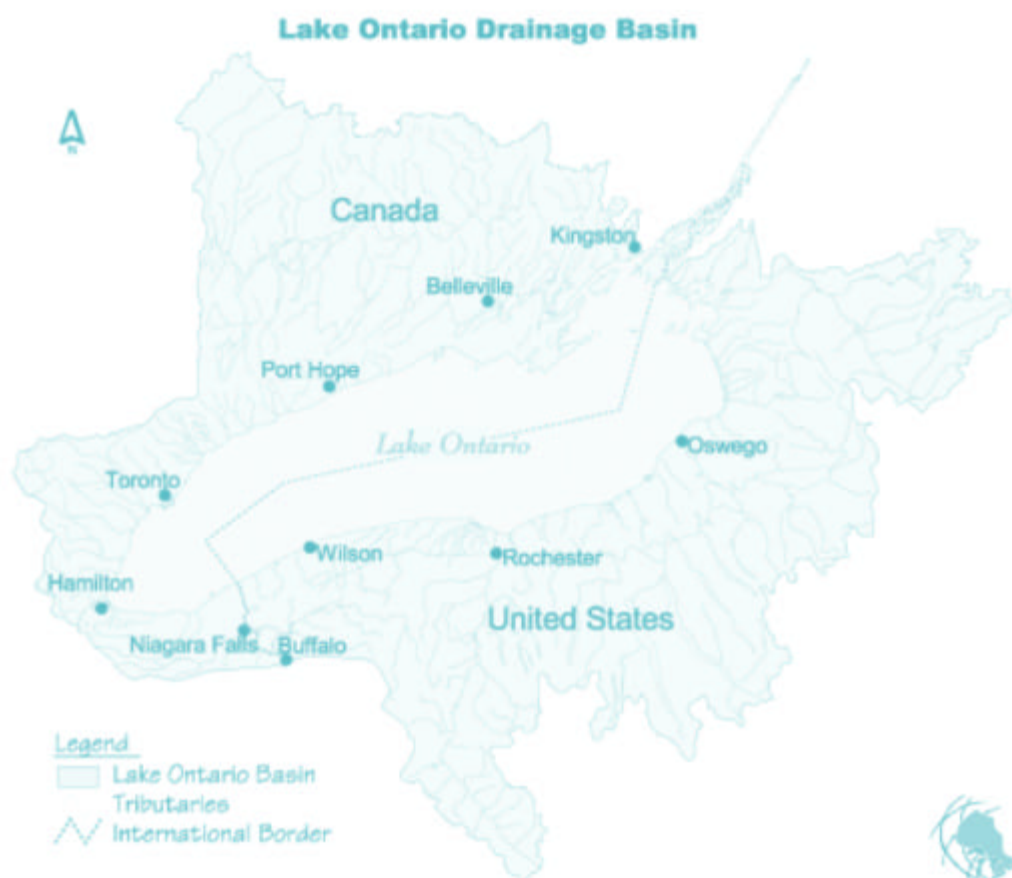 Lake Ontario Drainage Basin
N
Canada
Kingston
Belleville
Port Hope
Lake Ontario
Oswego
Toronto
Wilson
Rochester
Hamilton
United States
Niagara Falls
Buffalo
Legend
Lake Ontario Basin
Tributaries
International Border